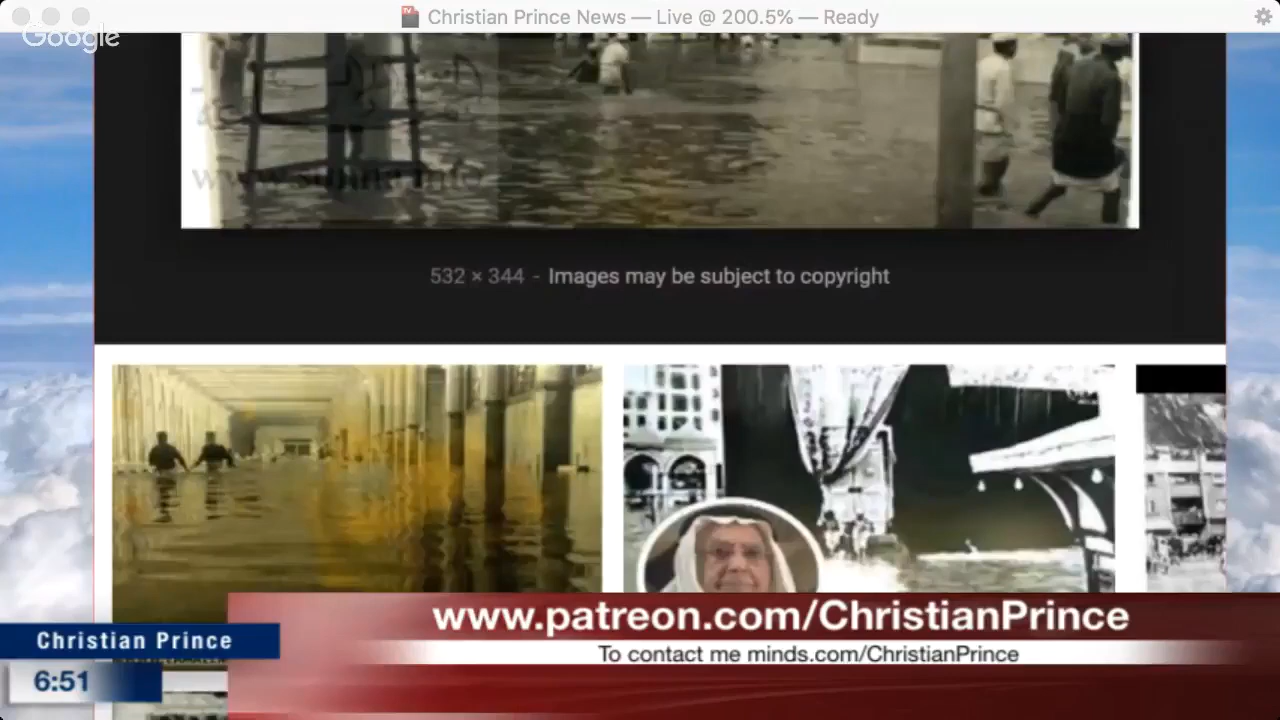 Christian Prince News — Live @ 200.5% — Ready
Google
532 × 344 - Images may be subject to copyright
www.patreon.com/ChristianPrince
Christian Prince
To contact me minds.com/ChristianPrince
6:51